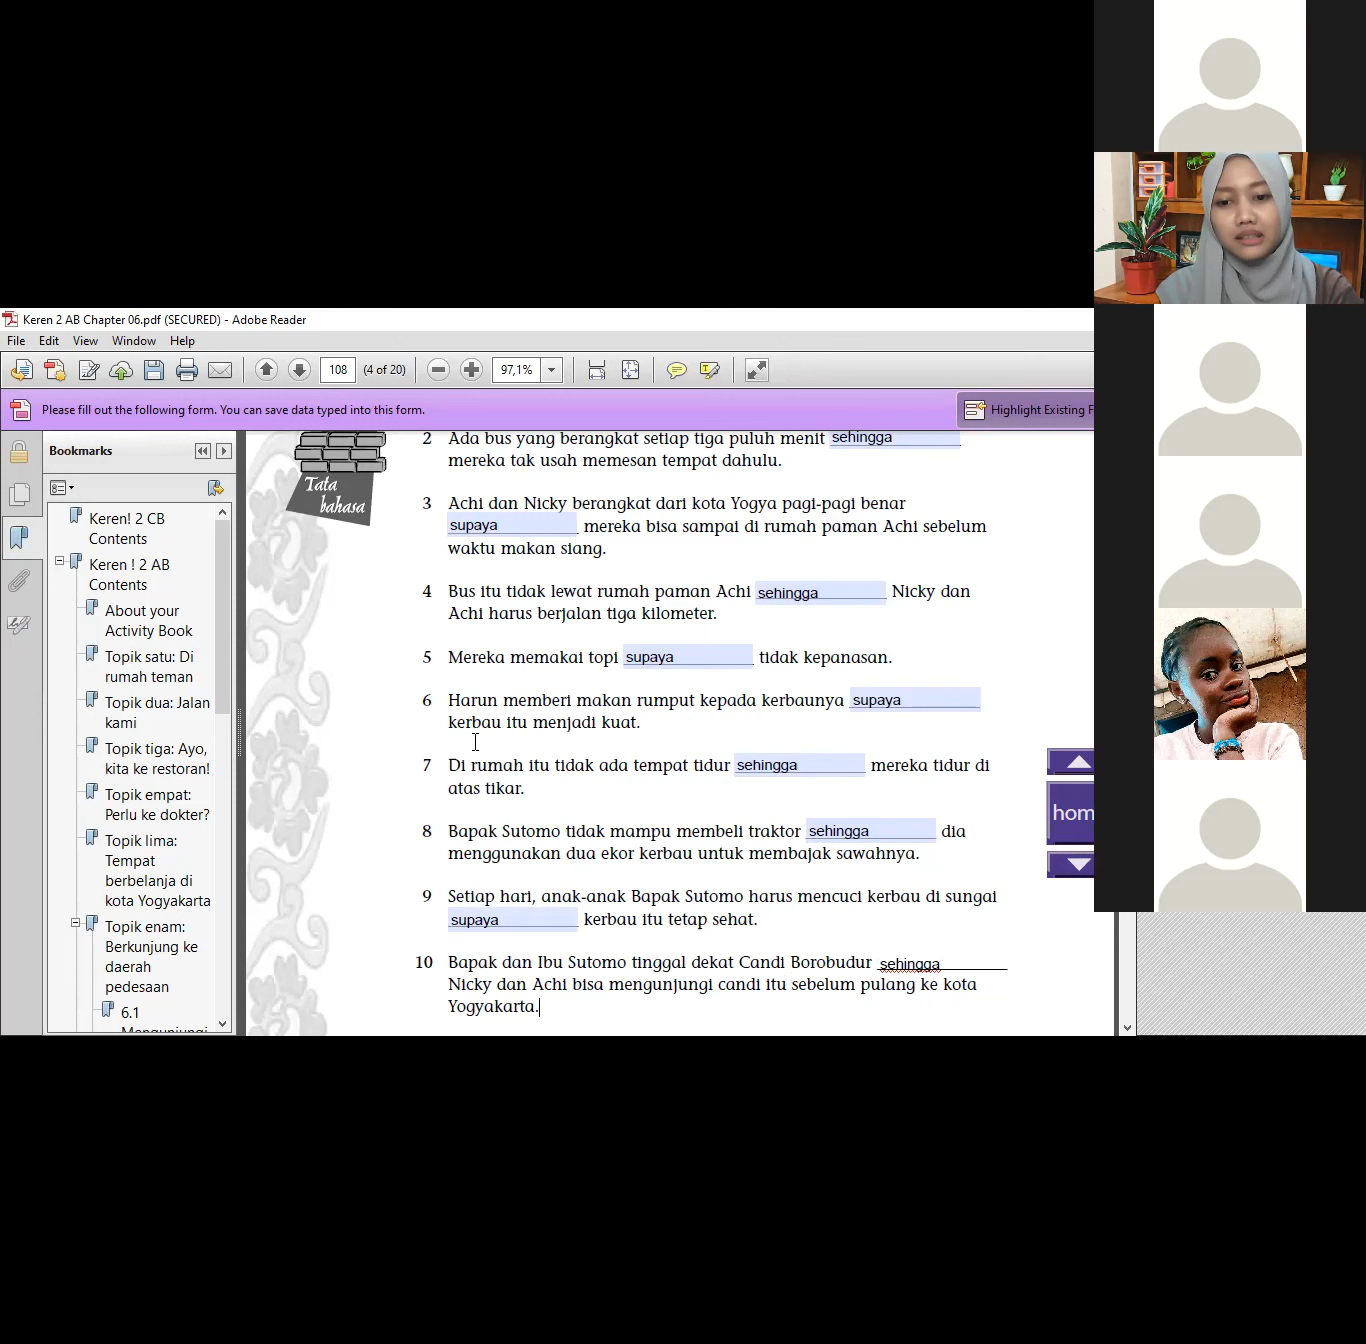 Keren 2 AB Chapter 06.pdf (SECURED) - Adobe Reader
File Edit View Window Help
108 (4 of 20) 97,1%
Please fill out the following form. You can save data typed into this form.
Highlight Existing F
Bookmarks
Keren! 2 CB
Contents
Keren ! 2 AB
Contents
About your
Activity Book
Topik satu: Di
rumah teman
Topik dua: Jalan
kami
Topik tiga: Ayo,
kita ke restoran!
Topik empat:
Perlu ke dokter?
Topik lima:
Tempat
berbelanja di
kota Yogyakarta
Topik enam:
Berkunjung ke
daerah
pedesaan
6.1
Mengunjungi
Tata
bahasa
2 Ada bus yang berangkat setiap tiga puluh menit sehingga
mereka tak usah memesan tempat dahulu.
3 Achi dan Nicky berangkat dari kota Yogya pagi-pagi benar
supaya mereka bisa sampai di rumah paman Achi sebelum
waktu makan siang.
4 Bus itu tidak lewat rumah paman Achi sehingga Nicky dan
Achi harus berjalan tiga kilometer.
5 Mereka memakai topi supaya tidak kepanasan.
6 Harun memberi makan rumput kepada kerbaunya supaya
kerbau itu menjadi kuat.
7 Di rumah itu tidak ada tempat tidur sehingga mereka tidur di
atas tikar.
8 Bapak Sutomo tidak mampu membeli traktor sehingga dia
menggunakan dua ekor kerbau untuk membajak sawahnya.
9 Setiap hari, anak-anak Bapak Sutomo harus mencuci kerbau di sungai
supaya kerbau itu tetap sehat.
10 Bapak dan Ibu Sutomo tinggal dekat Candi Borobudur sehingga
Nicky dan Achi bisa mengunjungi candi itu sebelum pulang ke kota
Yogyakarta.
hom